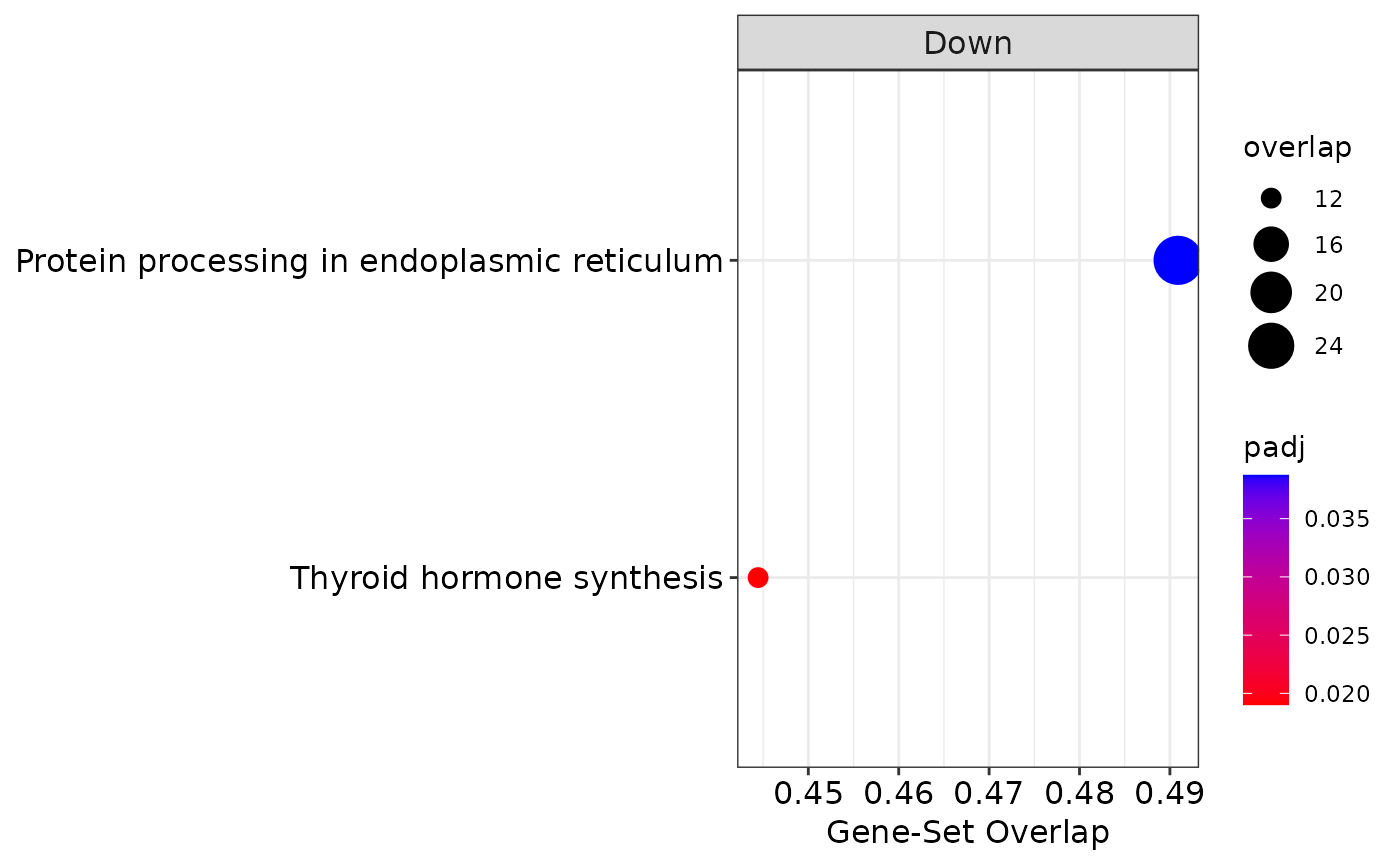 Down
Protein processing in endoplasmic reticulum
Thyroid hormone synthesis
0.45 0.46 0.47 0.48 0.49
Gene-Set Overlap
overlap
12
16
20
24
padj
0.035
0.030
0.025
0.020